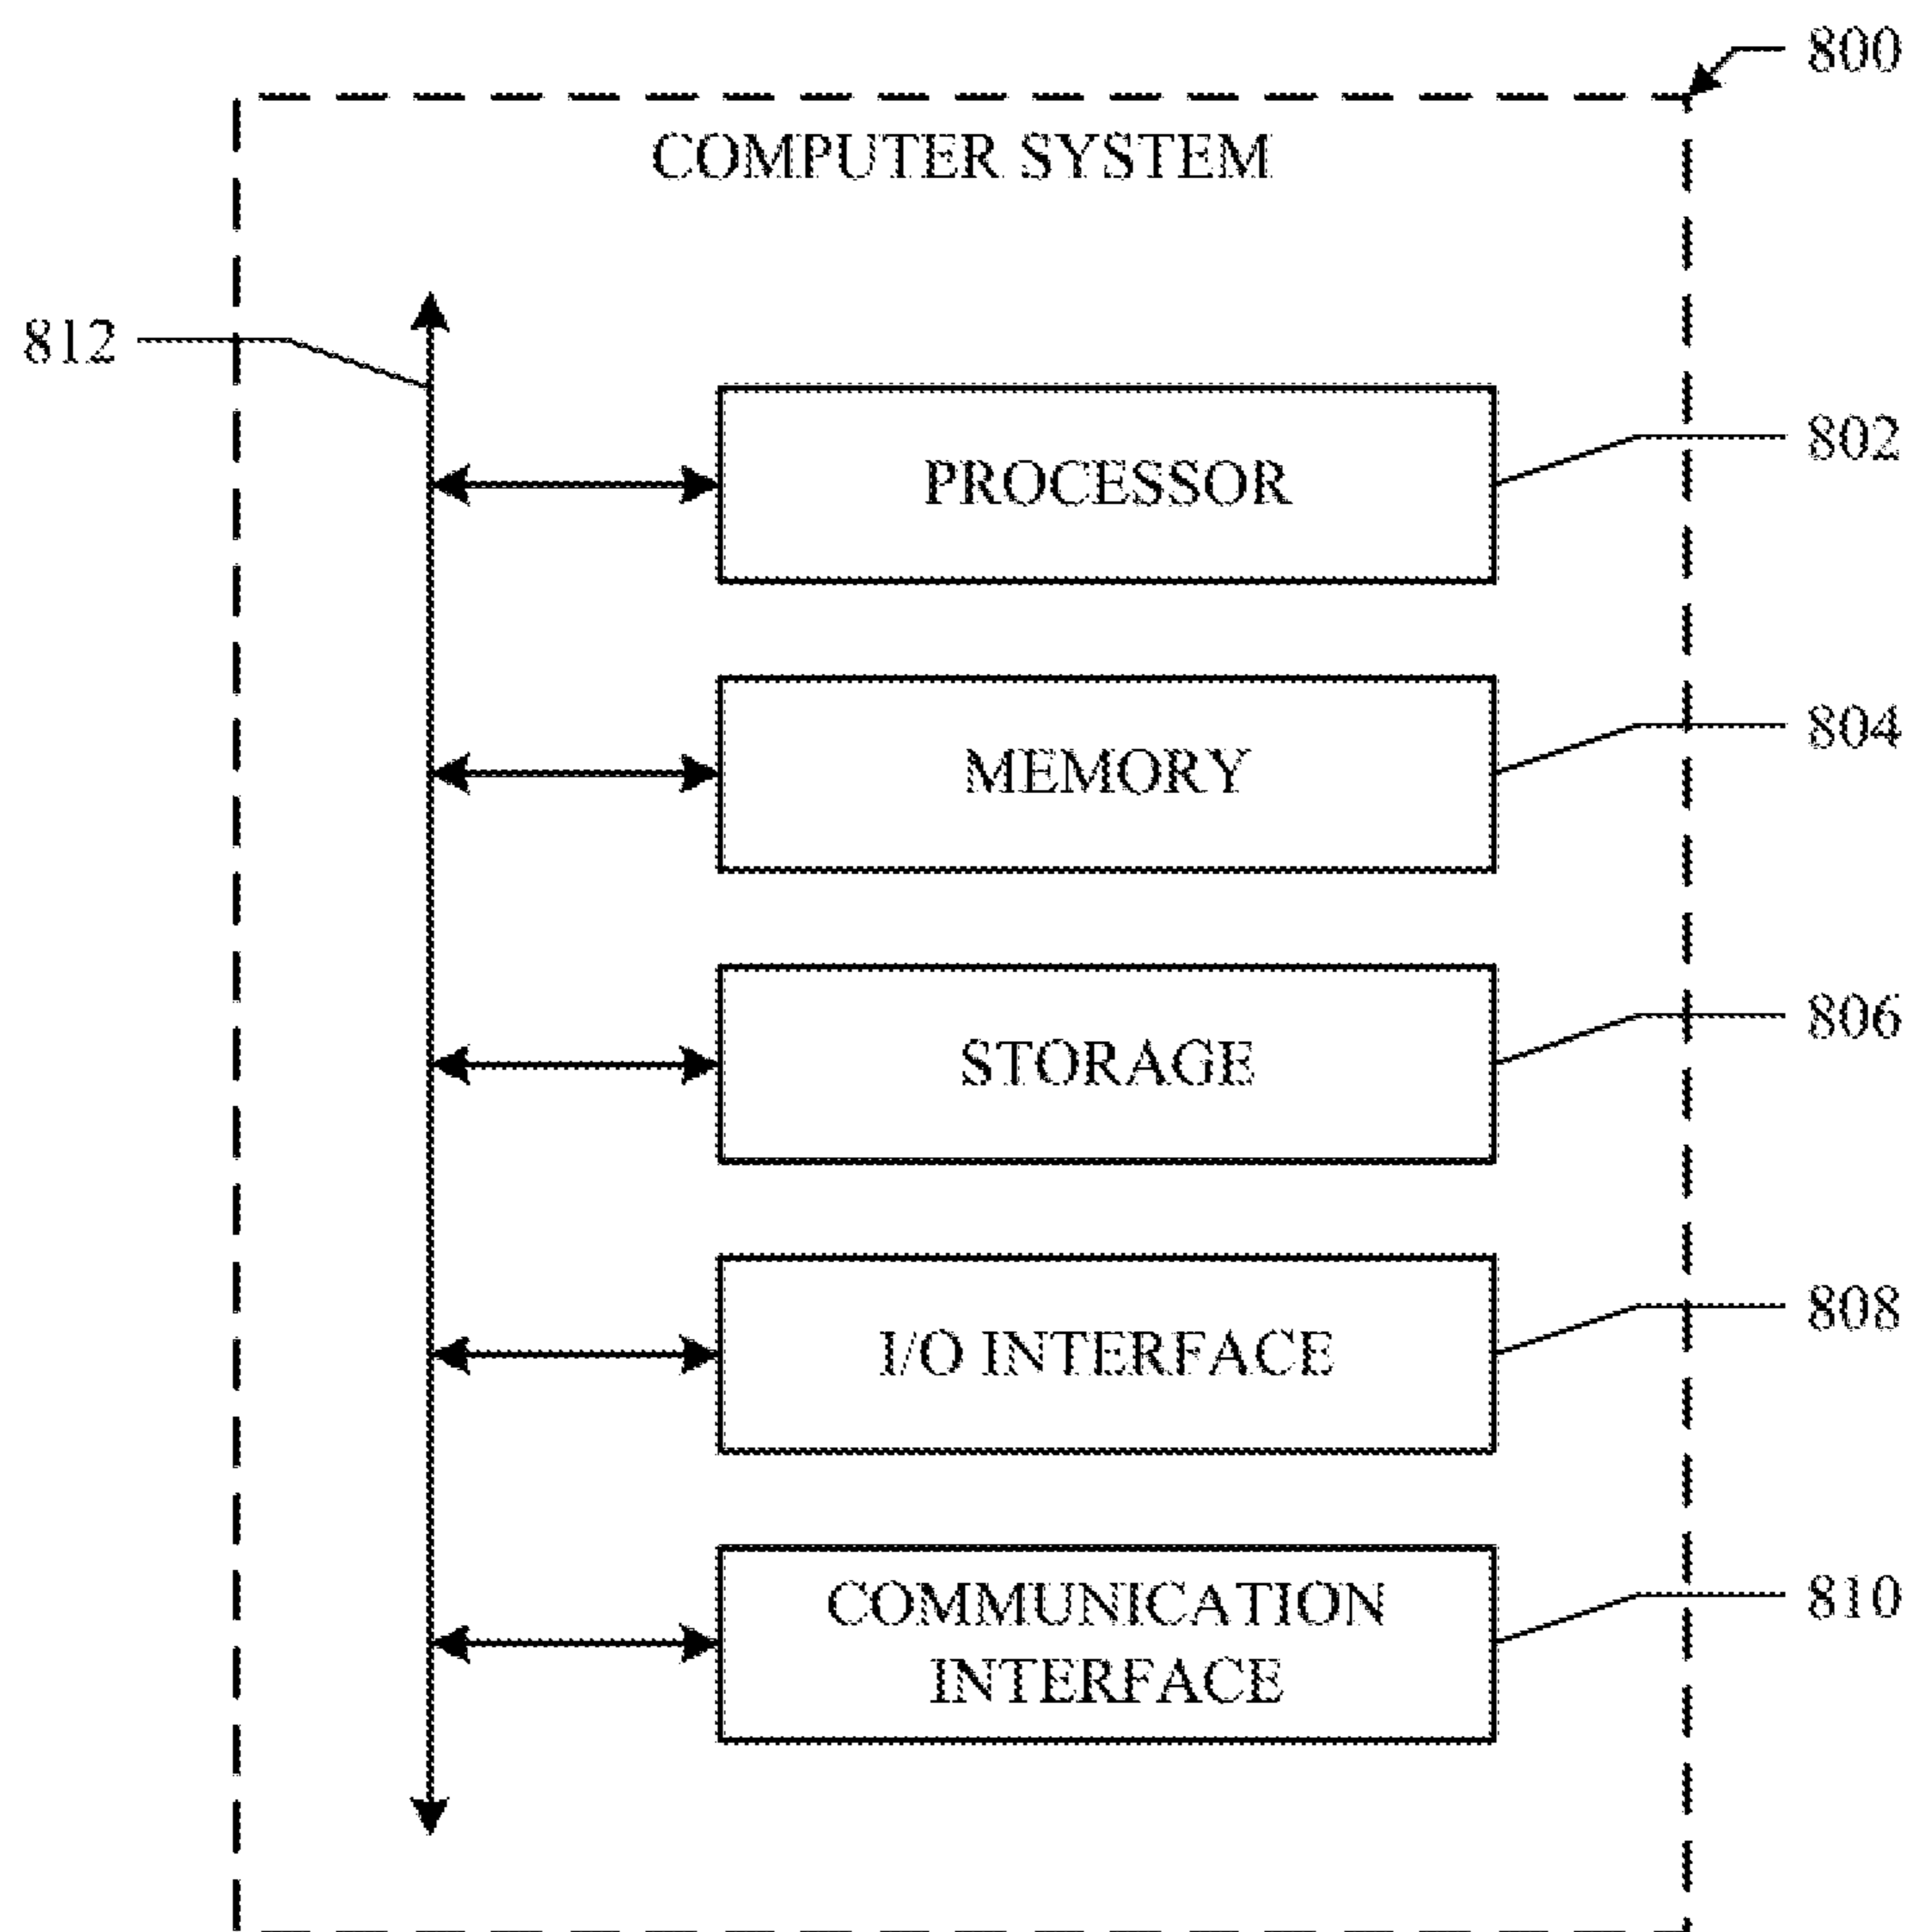 800
COMPUTER SYSTEM
812
PROCESSOR
802
MEMORY
804
STORAGE
806
I/O INTERFACE
808
COMMUNICATION
INTERFACE
810